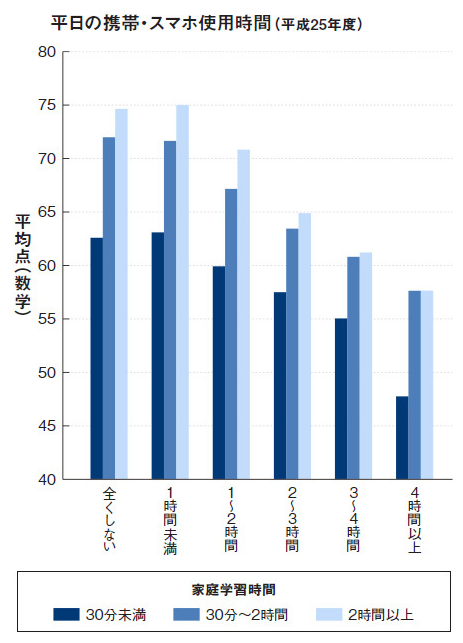 平日の携帯・スマホ使用時間（平成25年度）
80
75
70
65
60
55
50
45
40
平均点（数学）
全くしない
1時間未満
1～2時間
2～3時間
3～4時間
4時間以上
家庭学習時間
30分未満 30分～2時間 2時間以上